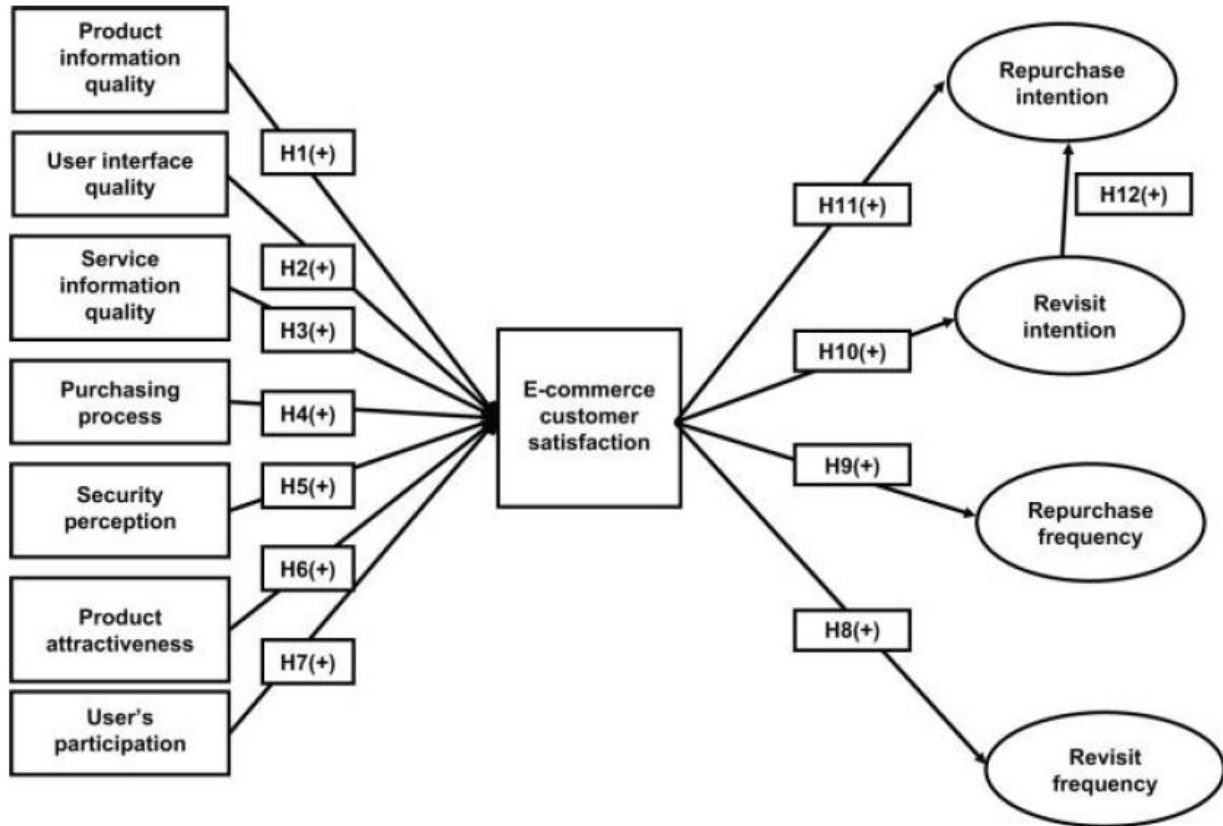 Product
information
quality
User interface
quality
Service
information
quality
Purchasing
process
Security
perception
Product
attractiveness
User's
participation
H1(+)
H2(+)
H3(+)
H4(+)
H5(+)
H6(+)
H7(+)
E-commerce
customer
satisfaction
H11(+)
H10(+)
H9(+)
H8(+)
Repurchase
intention
H12(+)
Revisit
intention
Repurchase
frequency
Revisit
frequency